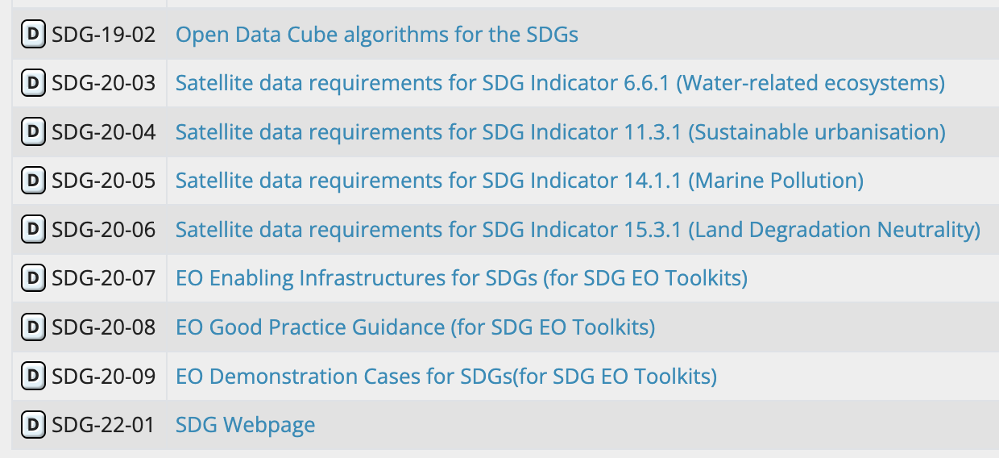 D SDG-19-02 Open Data Cube algorithms for the SDGs
D SDG-20-03 Satellite data requirements for SDG Indicator 6.6.1 (Water-related ecosystems)
D SDG-20-04 Satellite data requirements for SDG Indicator 11.3.1 (Sustainable urbanisation)
D SDG-20-05 Satellite data requirements for SDG Indicator 14.1.1 (Marine Pollution)
D SDG-20-06 Satellite data requirements for SDG Indicator 15.3.1 (Land Degradation Neutrality)
D SDG-20-07 EO Enabling Infrastructures for SDGs (for SDG EO Toolkits)
D SDG-20-08 EO Good Practice Guidance (for SDG EO Toolkits)
D SDG-20-09 EO Demonstration Cases for SDGs(for SDG EO Toolkits)
D SDG-22-01 SDG Webpage